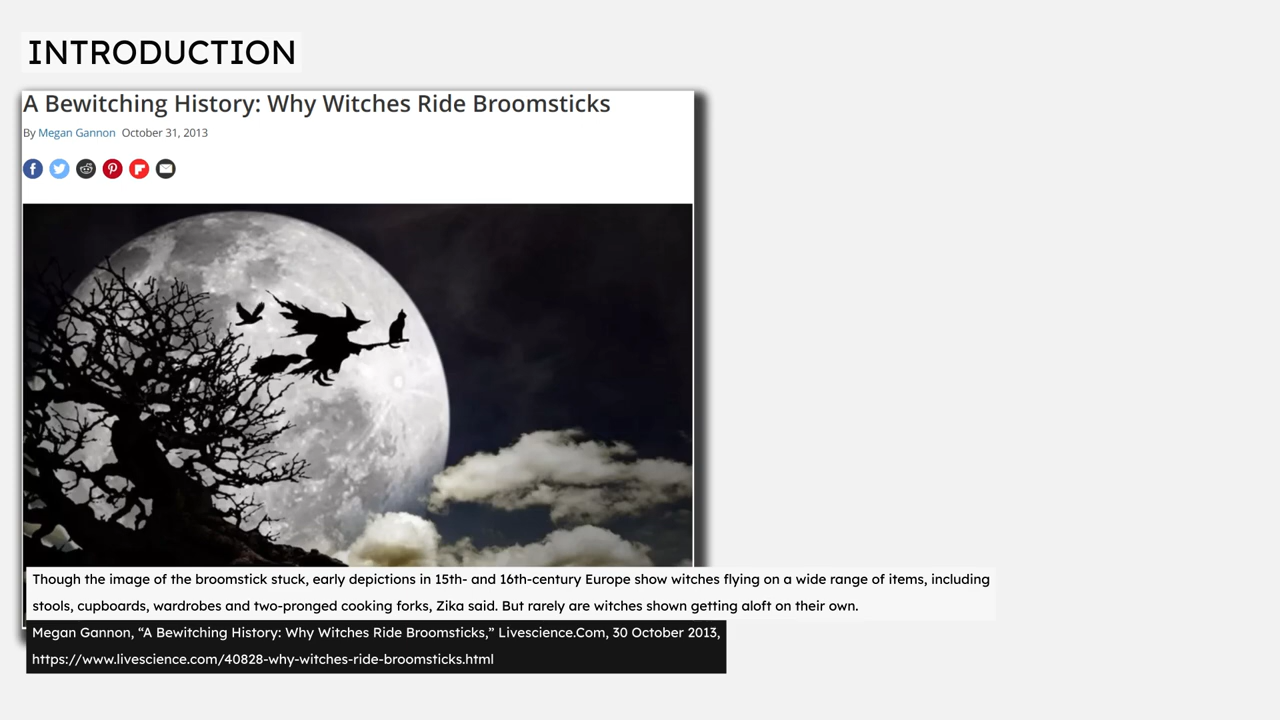 INTRODUCTION
A Bewitching History: Why Witches Ride Broomsticks
By Megan Gannon October 31, 2013
Though the image of the broomstick stuck, early depictions in 15th- and 16th-century Europe show witches flying on a wide range of items, including
stools, cupboards, wardrobes and two-pronged cooking forks, Zika said. But rarely are witches shown getting aloft on their own.
Megan Gannon, “A Bewitching History: Why Witches Ride Broomsticks,” Livescience.Com, 30 October 2013,
https://www.livescience.com/40828-why-witches-ride-broomsticks.html